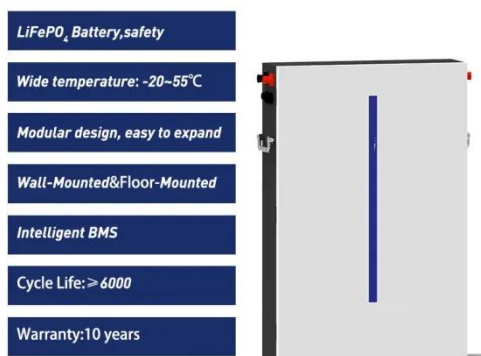 LiFePO₄ Battery,safety
Wide temperature: -20~55℃
Modular design, easy to expand
Wall-Mounted&Floor-Mounted
Intelligent BMS
Cycle Life:≥6000
Warranty:10 years